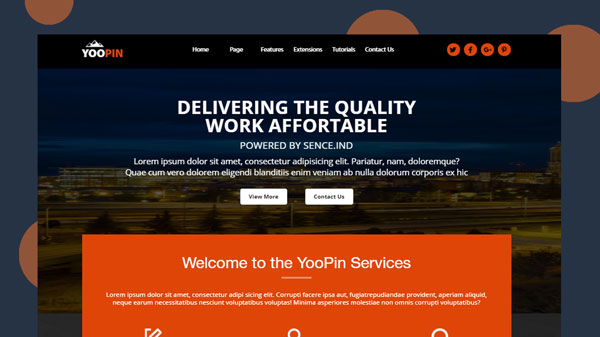 YOOPIN
Home Page Features Extensions Tutorials Contact Us
DELIVERING THE QUALITY
WORK AFFORTABLE
POWERED BY SENCE.IND
Lorem ipsum dolor sit amet, consectetur adipisicing elit. Pariatur, nam, doloremque?
Quae cum vero dolorem eligendi blanditiis enim veniam ab nulla dolorum corporis ex hic
View More Contact Us
Welcome to the YooPin Services
Lorem ipsum dolor sit amet, consectetur adipi sicing elit. Corrupti facere ipsa aut, fugiatrepudiandae provident, aperiam aliquid,
neque earum necessitatibus nesciunt voluptatibus voluptas! Minima asperiores molestiae non omnis corrupti voluptatibus?